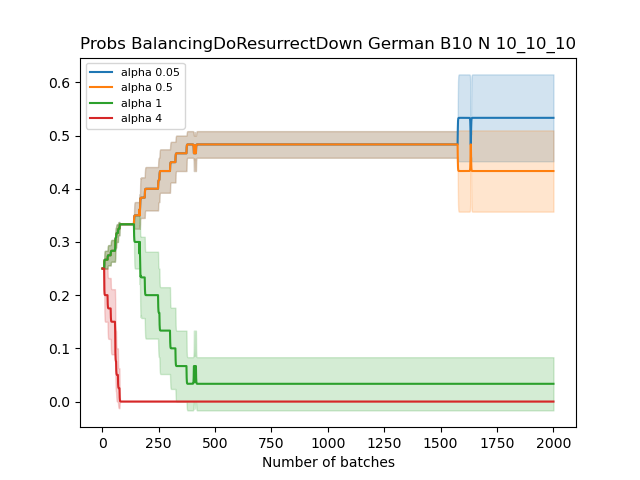 Probs BalancingDoResurrectDown German B10 N 10_10_10
alpha 0.05
alpha 0.5
alpha 1
alpha 4
0.6
0.5
0.4
0.3
0.2
0.1
0.0
0 250 500 750 1000 1250 1500 1750 2000
Number of batches